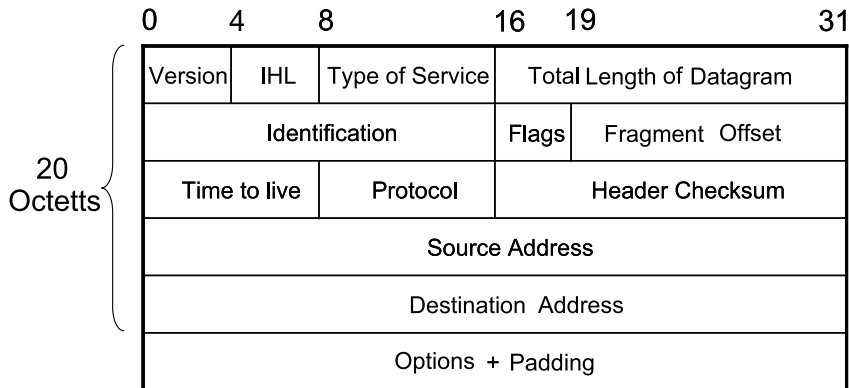 0 4 8 16 19 31
Version IHL Type of Service Total Length of Datagram
Identification Flags Fragment Offset
20
Octetts
Time to live Protocol Header Checksum
Source Address
Destination Address
Options + Padding